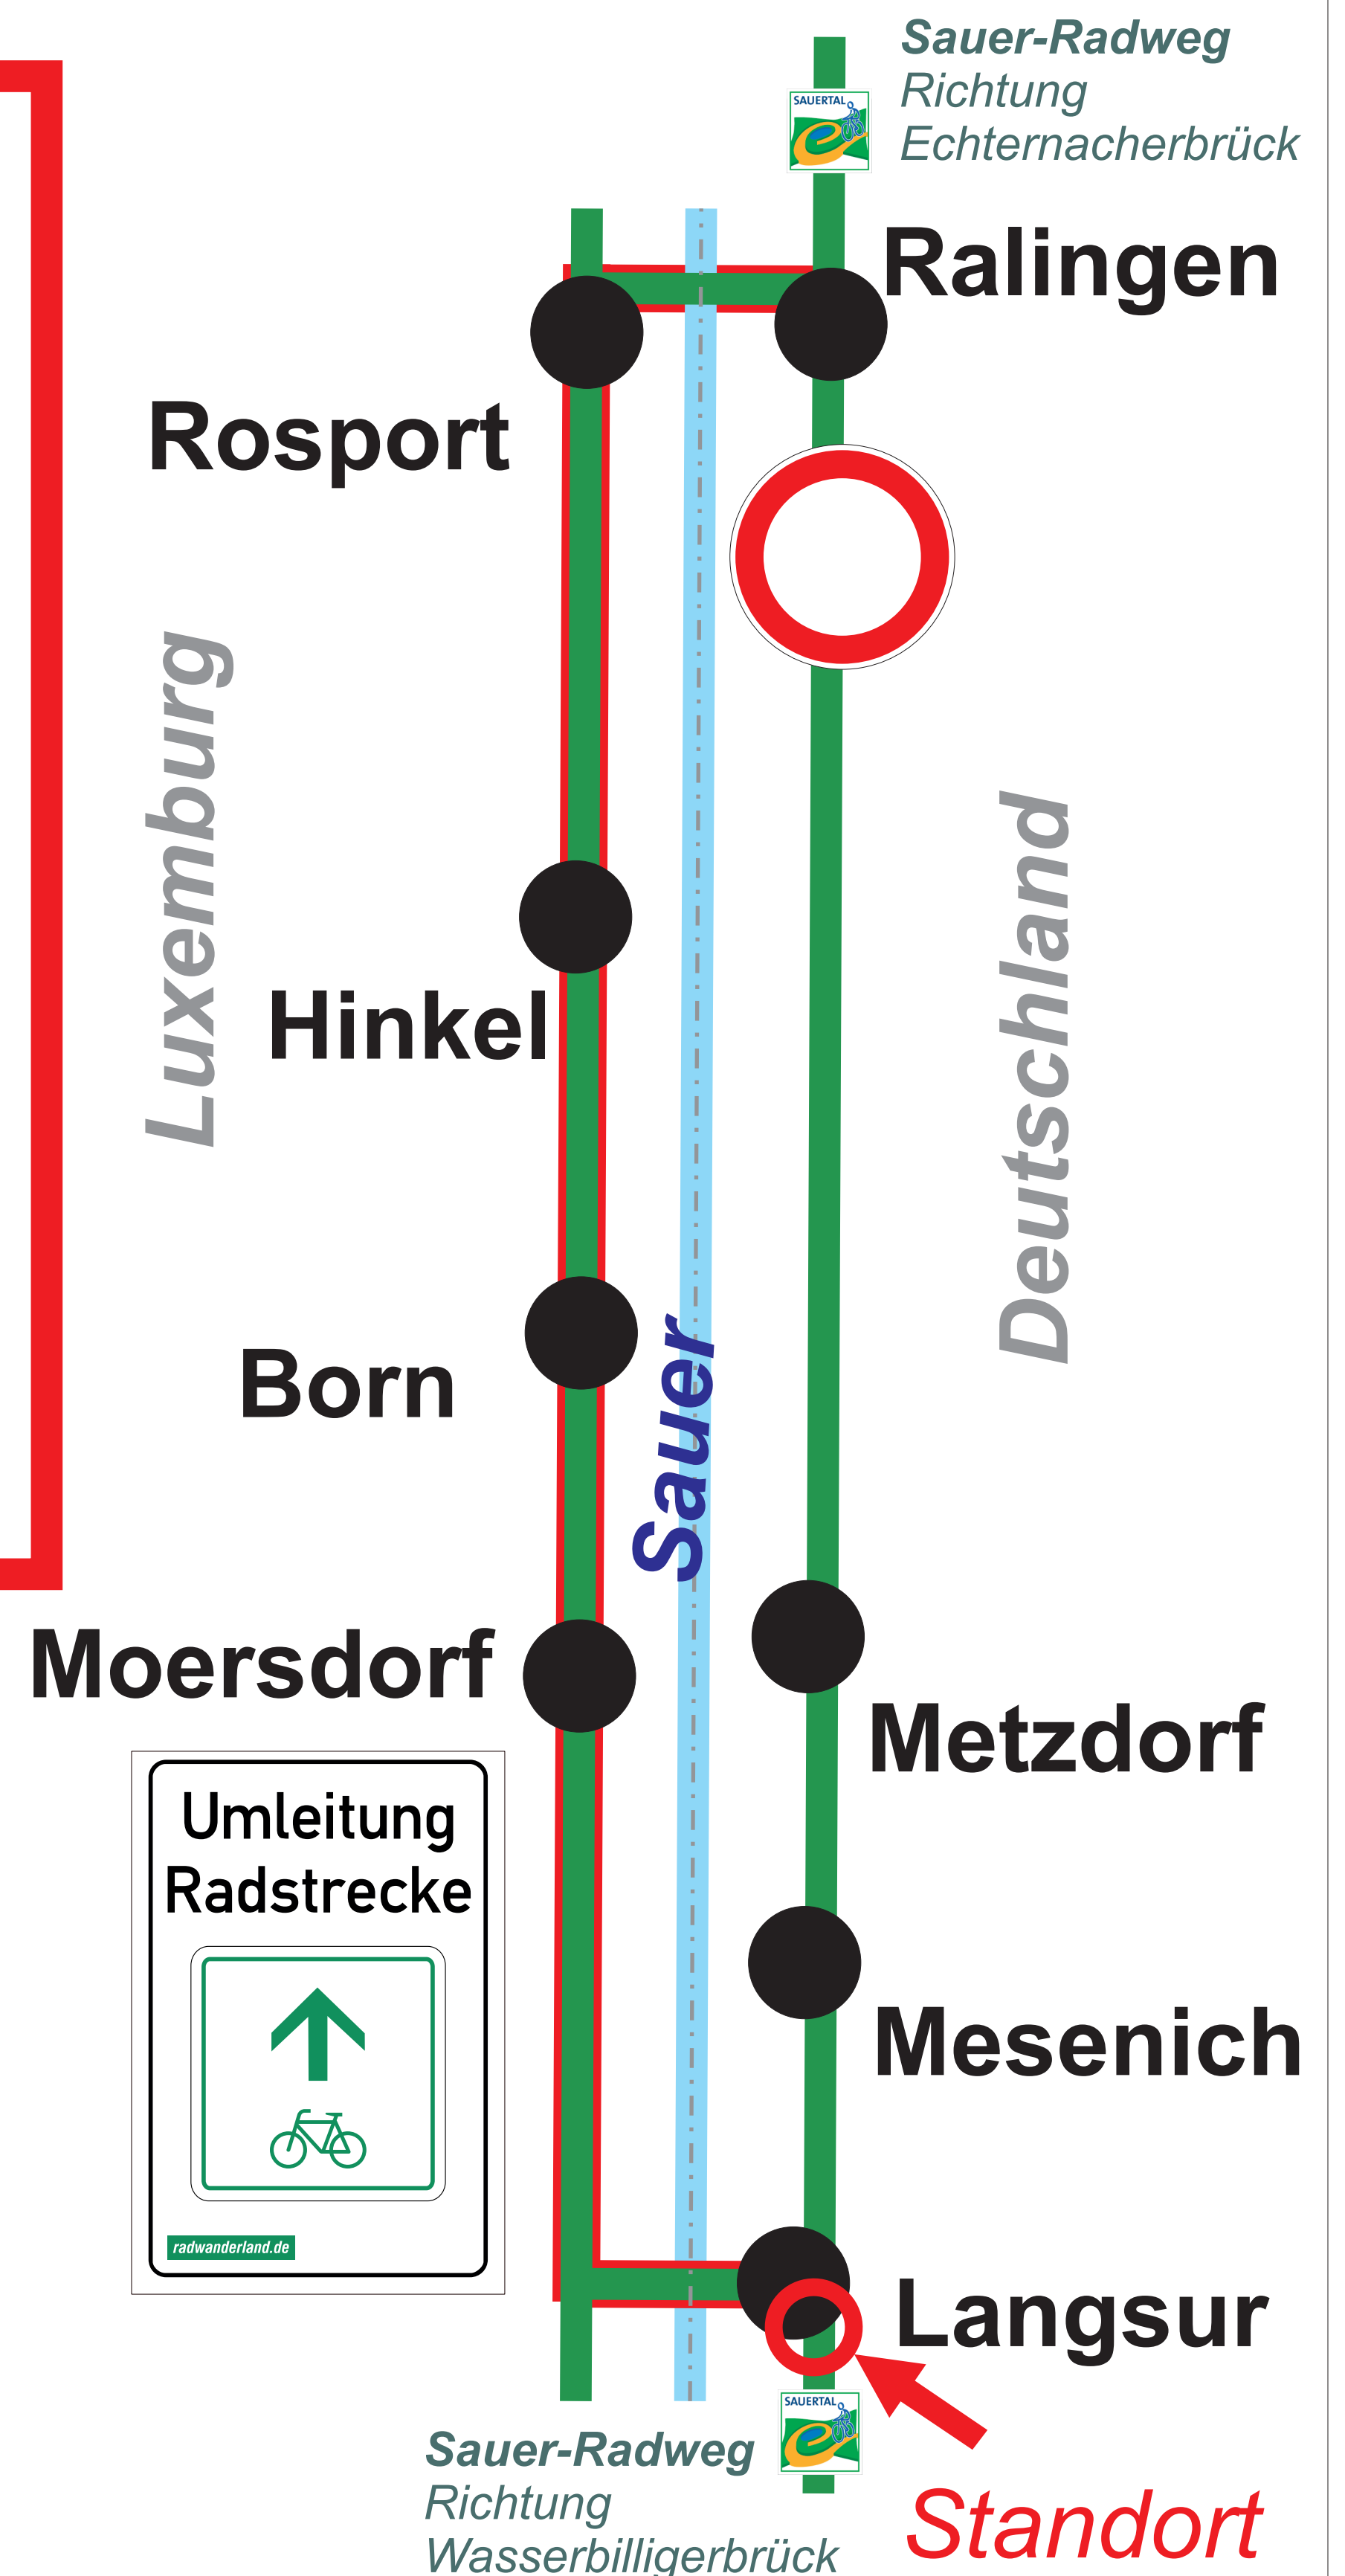 Sauer-Radweg
Richtung
Echternacherbrück
SAUERTAL
Ralingen
Rosport
Luxemburg
Deutschland
Hinkel
Born
Sauer
Moersdorf
Metzdorf
Umleitung
Radstrecke
radwanderland.de
Mesenich
Langsur
SAUERTAL
Sauer-Radweg
Richtung
Wasserbilligerbrück
Standort